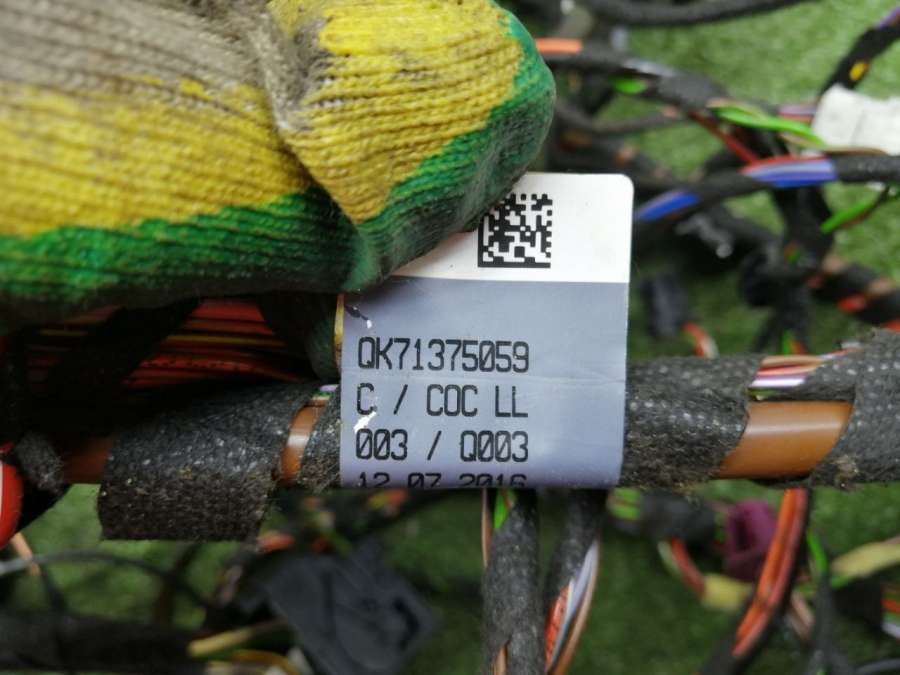 QK71375059
C / COC LL
003 / Q003
12.07.2016